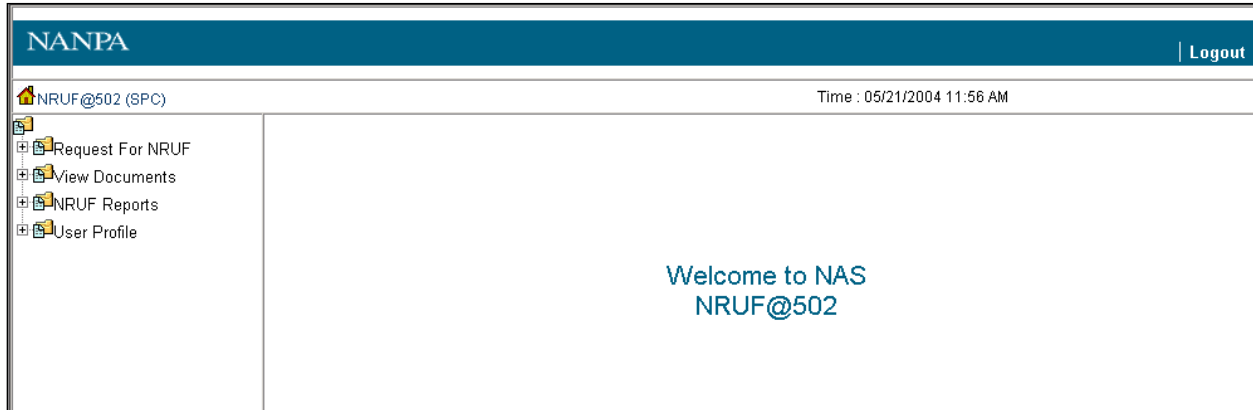 NANPA
| Logout
NRUF@502 (SPC)
Time : 05/21/2004 11:56 AM
Request For NRUF
View Documents
NRUF Reports
User Profile
Welcome to NAS
NRUF@502